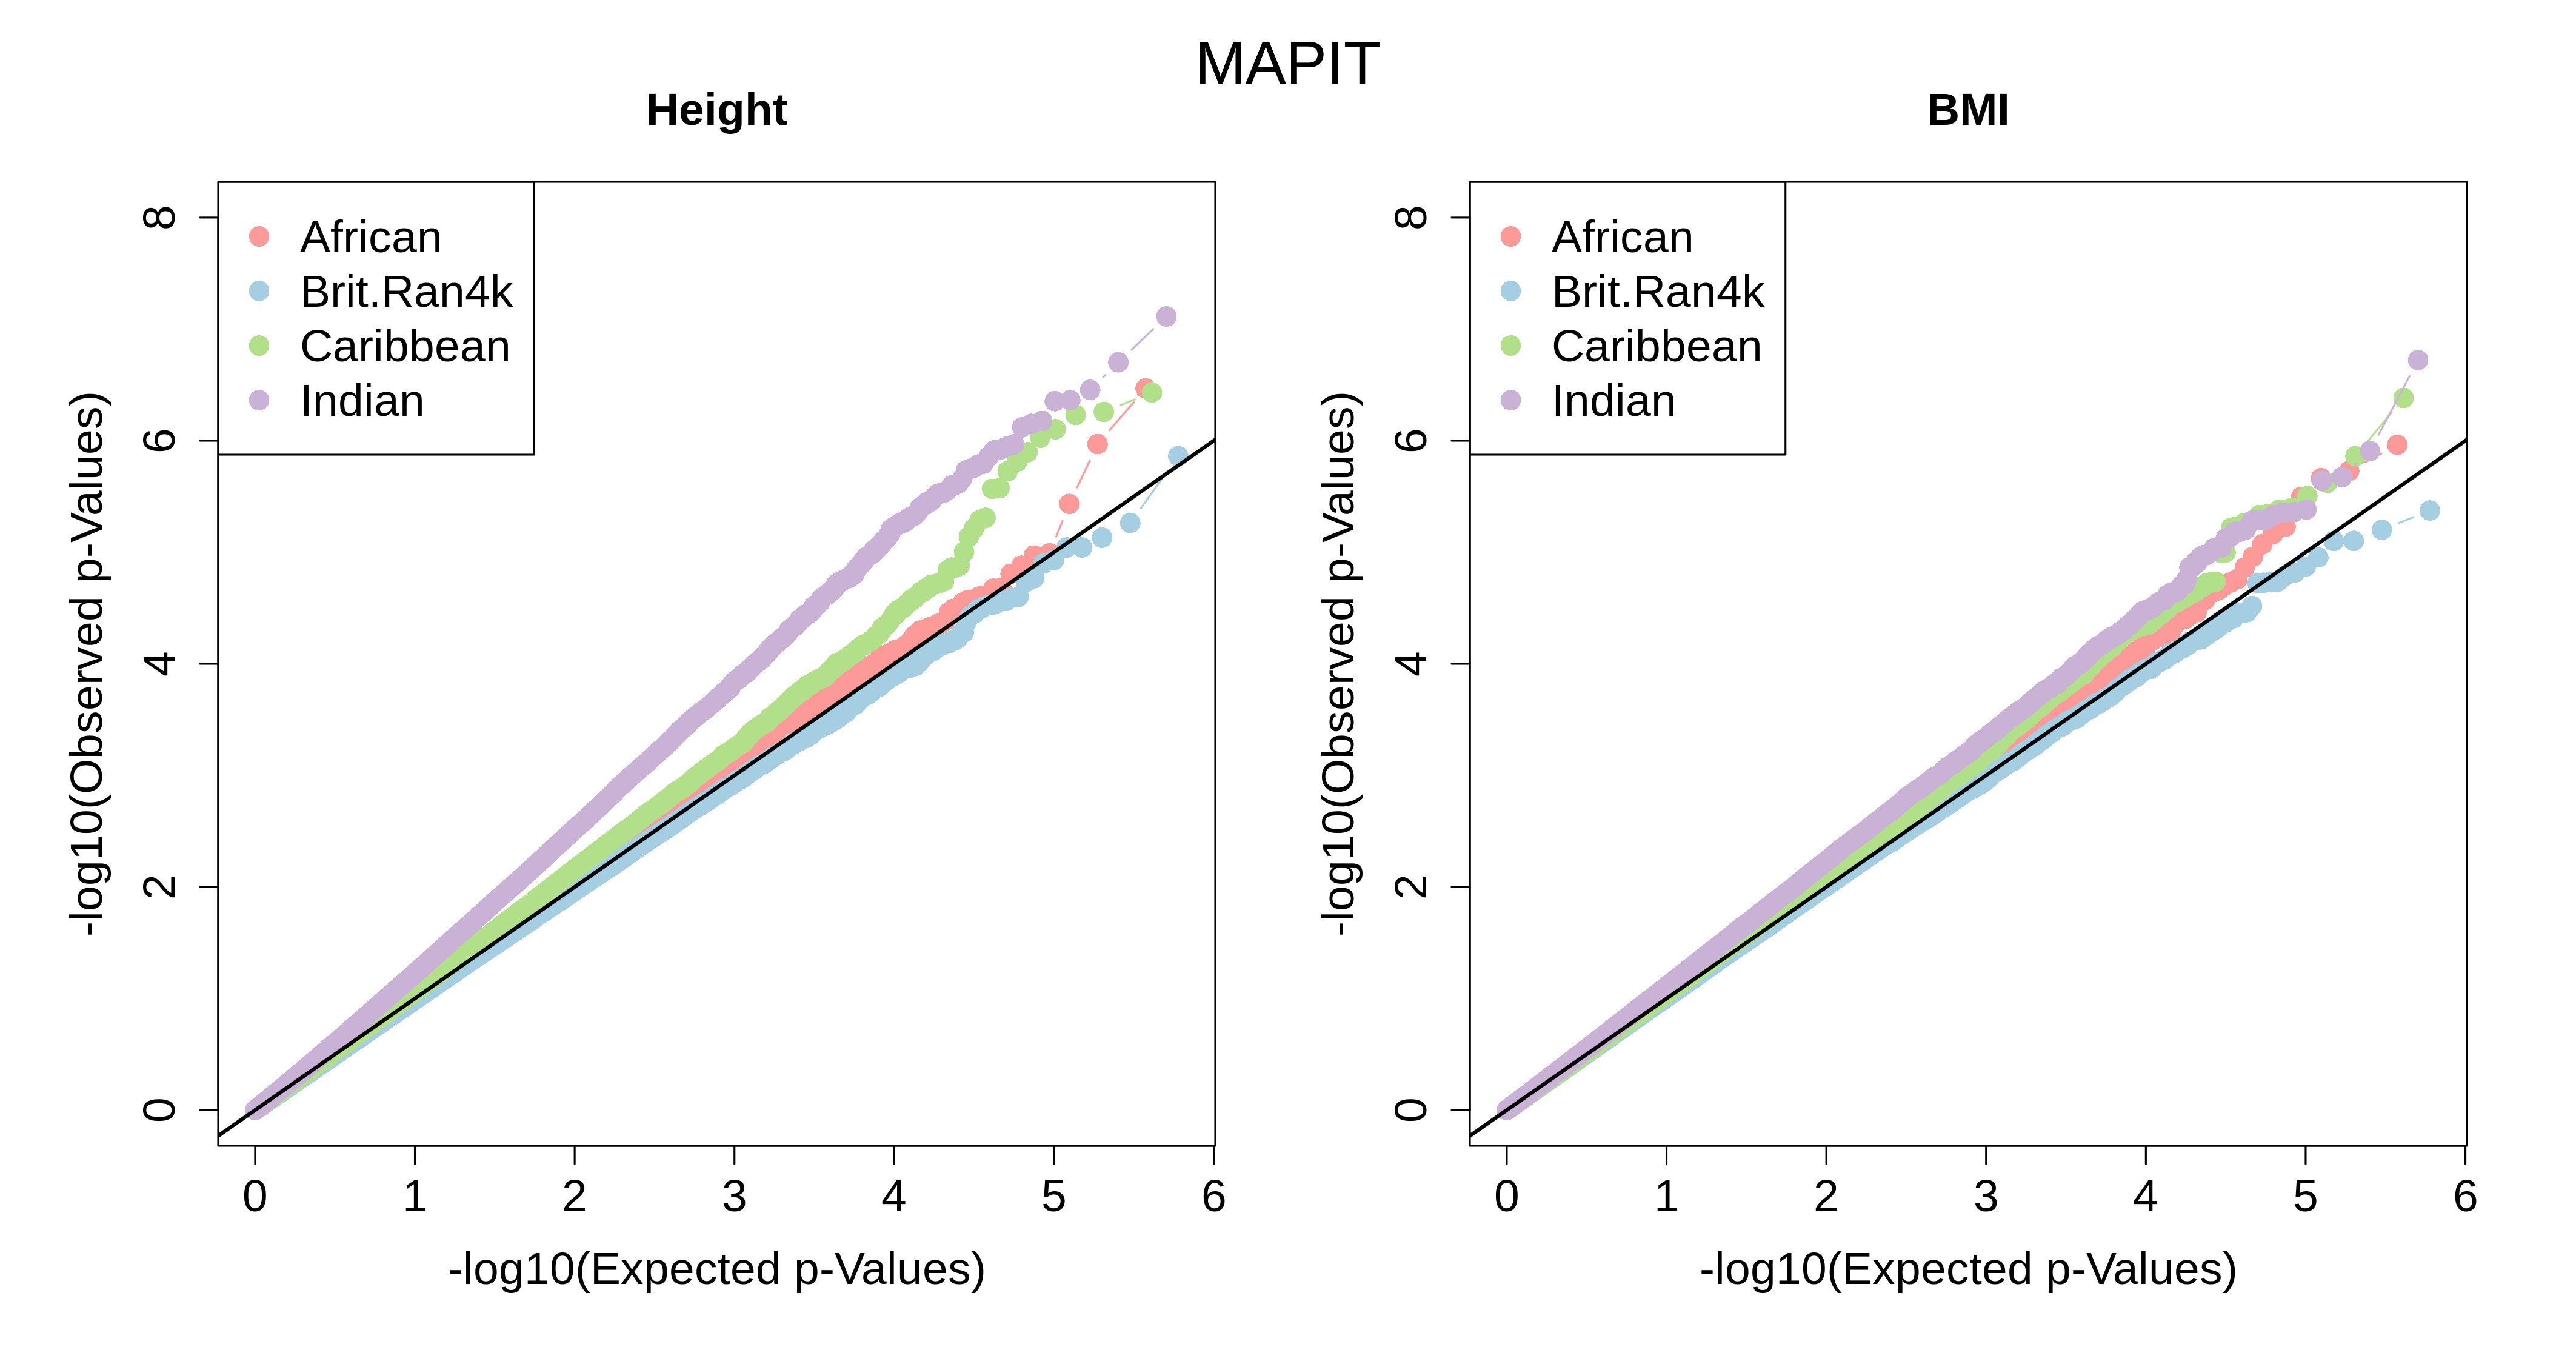 MAPIT
Height
8
6
4
2
0
-log10(Observed p-Values)
African
Brit.Ran4k
Caribbean
Indian
0 1 2 3 4 5 6
-log10(Expected p-Values)
BMI
8
6
4
2
0
-log10(Observed p-Values)
African
Brit.Ran4k
Caribbean
Indian
0 1 2 3 4 5 6
-log10(Expected p-Values)